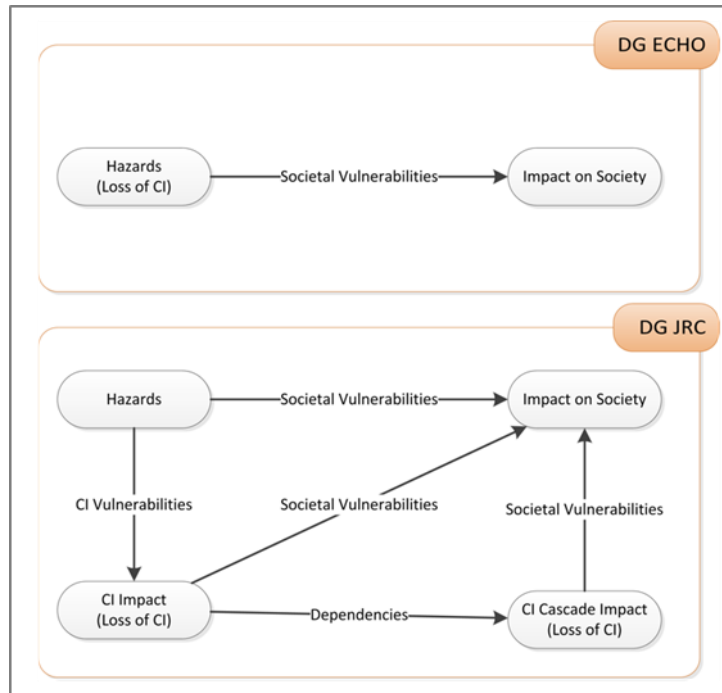 DG ECHO
Hazards
(Loss of CI)
Societal Vulnerabilities
Impact on Society
DG JRC
Hazards
Societal Vulnerabilities
Impact on Society
CI Vulnerabilities
Societal Vulnerabilities
Societal Vulnerabilities
CI Impact
(Loss of CI)
Dependencies
CI Cascade Impact
(Loss of CI)